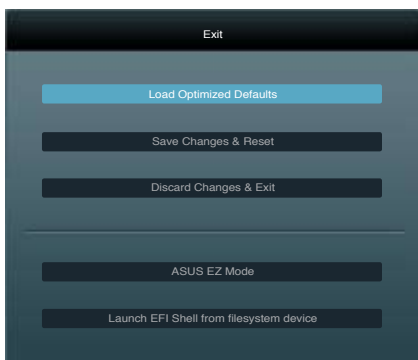 Exit
Load Optimized Defaults
Save Changes & Reset
Discard Changes & Exit
ASUS EZ Mode
Launch EFI Shell from filesystem device